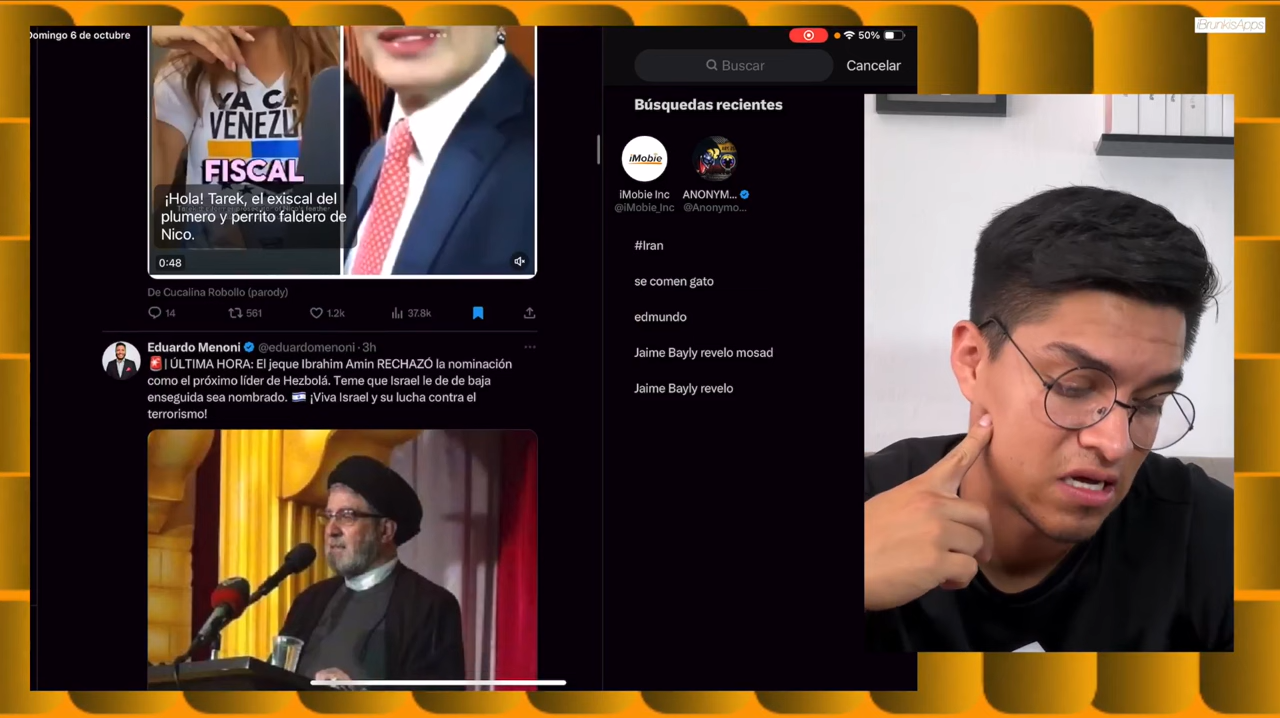 iBrunkisApps
Domingo 6 de octubre
50%
YA CA
VENEZU
FISCAL
¡Hola! Tarek, el exiscal del
plumero y perrito faldero de
Nico.
0:48
De Cucalina Robollo (parody)
14
561
1.2k
37.8k
Eduardo Menoni @eduardomenoni · 3h
🚨| ÚLTIMA HORA: El jeque Ibrahim Amin RECHAZÓ la nominación
como el próximo líder de Hezbolá. Teme que Israel le de de baja
enseguida sea nombrado. 🇮🇱 ¡Viva Israel y su lucha contra el
terrorismo!
Buscar
Cancelar
Búsquedas recientes
iMobie
iMobie Inc
@iMobie_Inc
ANONYM...
@Anonymo...
#Iran
se comen gato
edmundo
Jaime Bayly revelo mosad
Jaime Bayly revelo